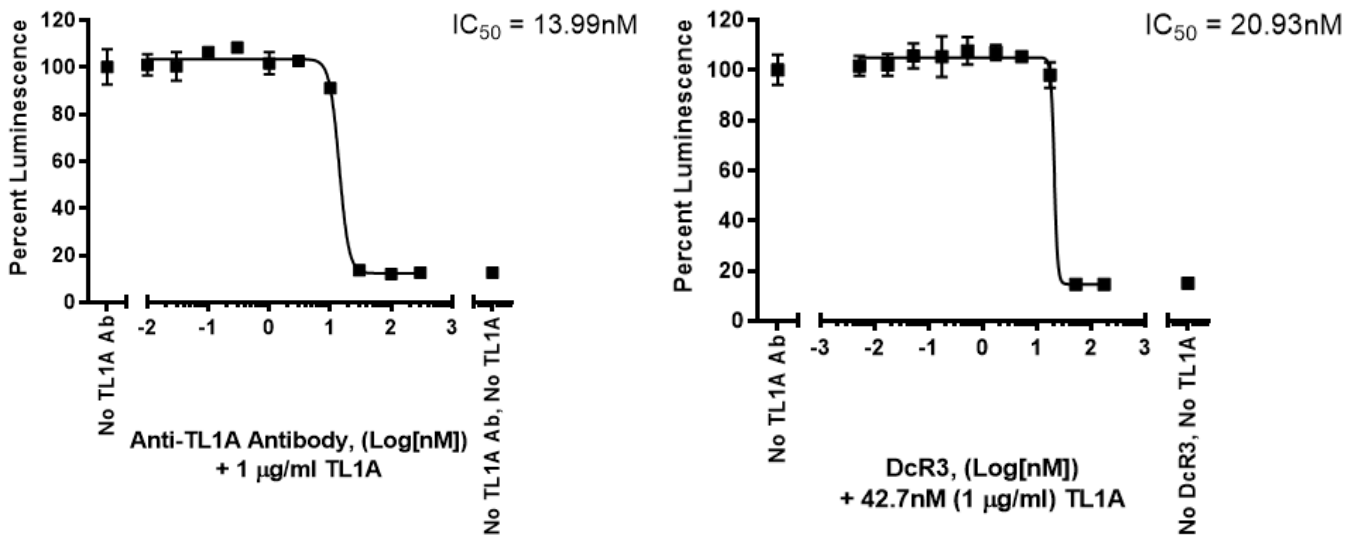 IC50 = 13.99nM
Percent Luminescence
120
100
80
60
40
20
0
-2 -1 0 1 2 3
No TL1A Ab
No TL1A Ab, No TL1A
Anti-TL1A Antibody, (Log[nM])
+ 1 μg/ml TL1A
IC50 = 20.93nM
Percent Luminescence
120
100
80
60
40
20
0
-3 -2 -1 0 1 2 3
No TL1A Ab
No DcR3, No TL1A
DcR3, (Log[nM])
+ 42.7nM (1 μg/ml) TL1A